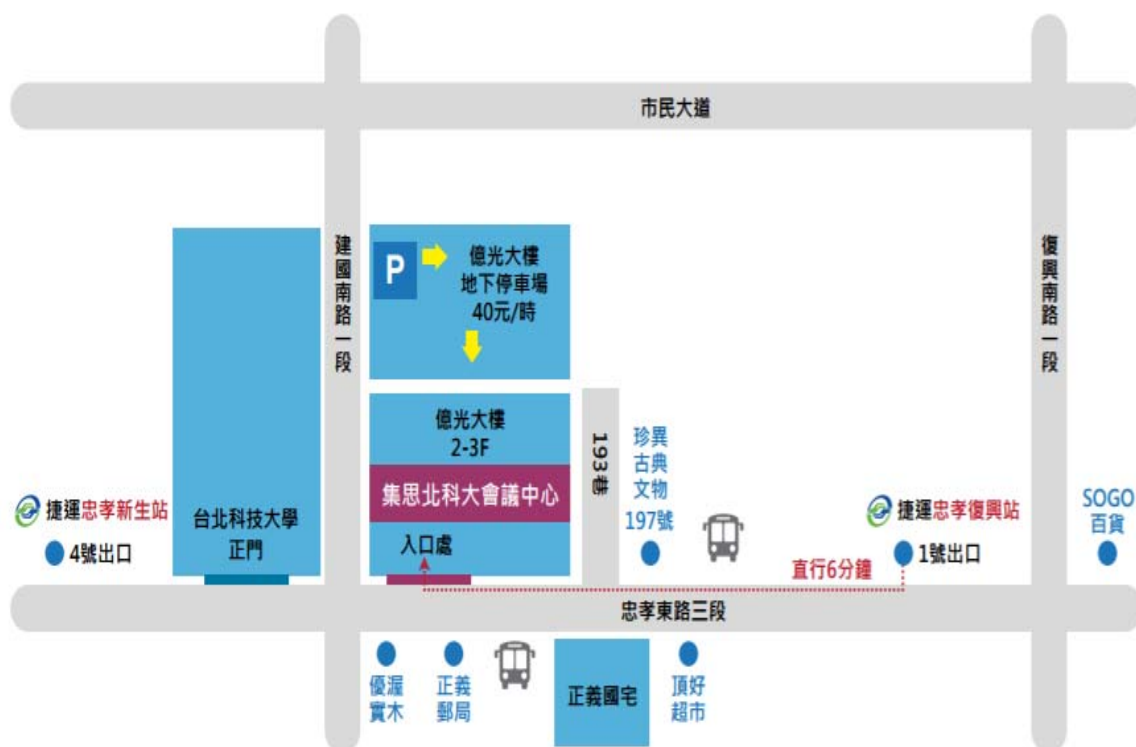 市民大道
建國南路一段
復興南路一段
P
億光大樓
地下停車場
40元/時
億光大樓
2-3F
集思北科大會議中心
入口處
193巷
珍異
古典
文物
197號
捷運忠孝新生站
4號出口
台北科技大學
正門
捷運忠孝復興站
1號出口
SOGO
百貨
直行6分鐘
忠孝東路三段
優渥
實木
正義
郵局
正義國宅
頂好
超市